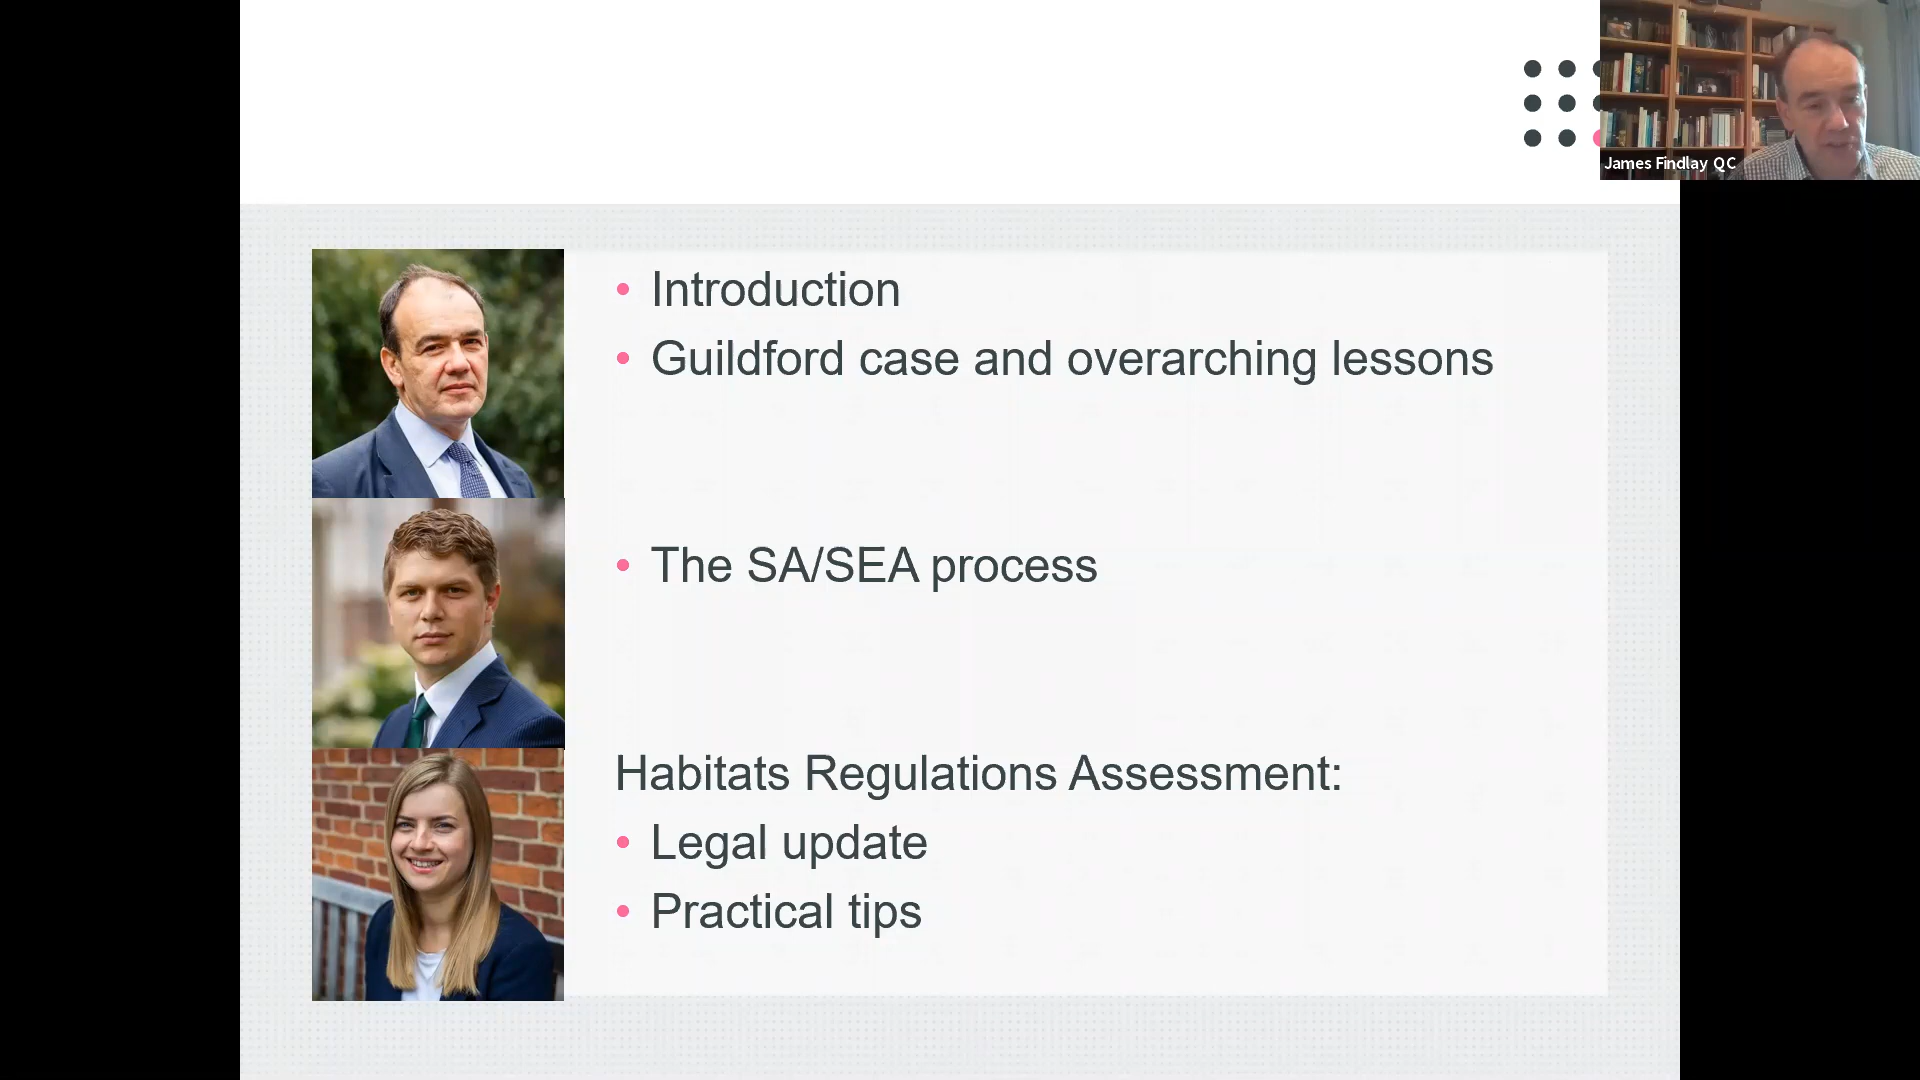 James Findlay QC
• Introduction
• Guildford case and overarching lessons
• The SA/SEA process
Habitats Regulations Assessment:
• Legal update
• Practical tips